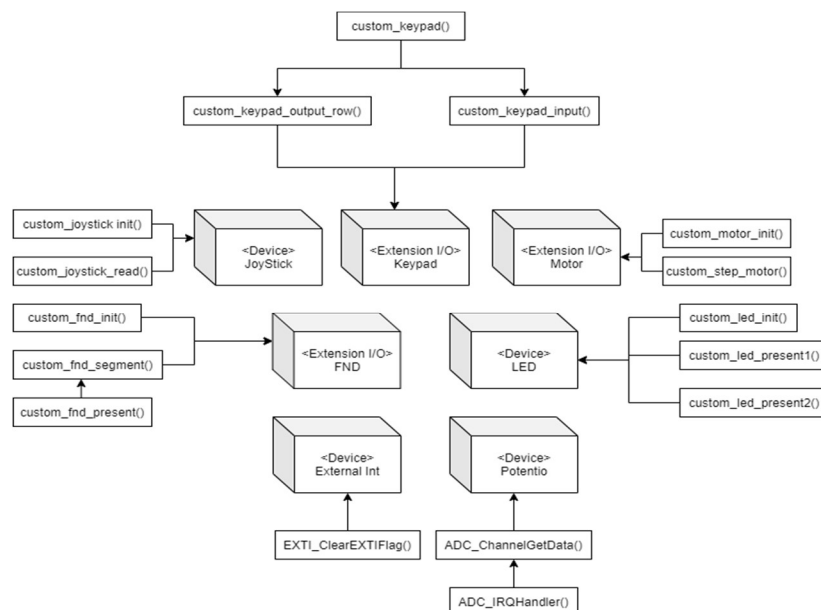 custom_keypad()
custom_keypad_output_row()
custom_keypad_input()
custom_joystick init()
custom_joystick_read()
<Device>
JoyStick
<Extension I/O>
Keypad
<Extension I/O>
Motor
custom_motor_init()
custom_step_motor()
custom_fnd_init()
custom_fnd_segment()
custom_fnd_present()
<Extension I/O>
FND
<Device>
LED
custom_led_init()
custom_led_present1()
custom_led_present2()
<Device>
External Int
<Device>
Potentio
EXTI_ClearEXTIFlag()
ADC_ChannelGetData()
ADC_IRQHandler()